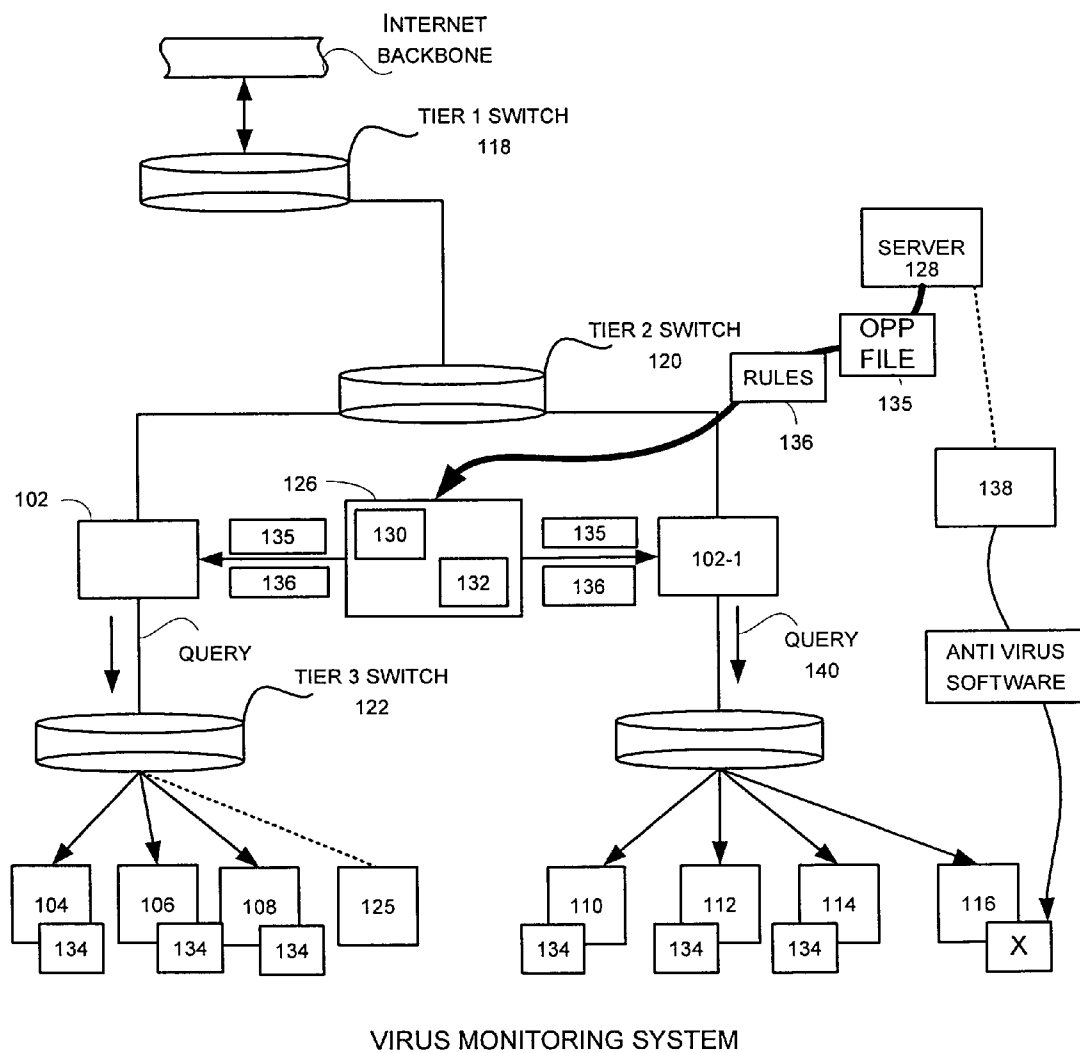 INTERNET
BACKBONE
TIER 1 SWITCH
118
SERVER
128
OPP
FILE
135
TIER 2 SWITCH
120
RULES
136
138
102
126
130
132
135
136
135
136
102-1
QUERY
QUERY
140
ANTI VIRUS
SOFTWARE
TIER 3 SWITCH
122
104
134
106
134
108
134
125
110
134
112
134
114
134
116
X
VIRUS MONITORING SYSTEM